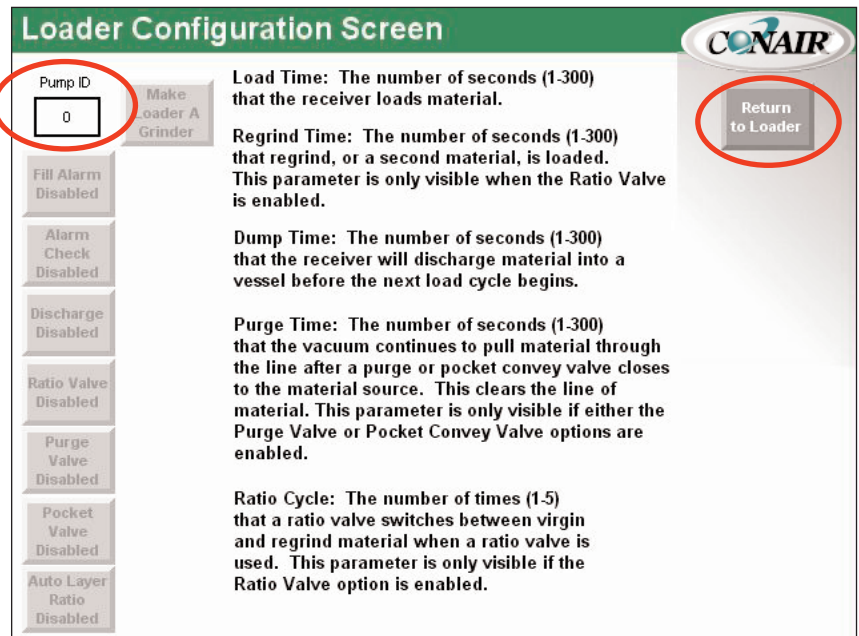 Loader Configuration Screen
CONAIR
Pump ID
0
Make
Loader A
Grinder
Return
to Loader
Fill Alarm
Disabled
Alarm
Check
Disabled
Discharge
Disabled
Ratio Valve
Disabled
Purge
Valve
Disabled
Pocket
Valve
Disabled
Auto Layer
Ratio
Disabled
Load Time: The number of seconds (1-300)
that the receiver loads material.
Regrind Time: The number of seconds (1-300)
that regrind, or a second material, is loaded.
This parameter is only visible when the Ratio Valve
is enabled.
Dump Time: The number of seconds (1-300)
that the receiver will discharge material into a
vessel before the next load cycle begins.
Purge Time: The number of seconds (1-300)
that the vacuum continues to pull material through
the line after a purge or pocket convey valve closes
to the material source. This clears the line of
material. This parameter is only visible if either the
Purge Valve or Pocket Convey Valve options are
enabled.
Ratio Cycle: The number of times (1-5)
that a ratio valve switches between virgin
and regrind material when a ratio valve is
used. This parameter is only visible if the
Ratio Valve option is enabled.